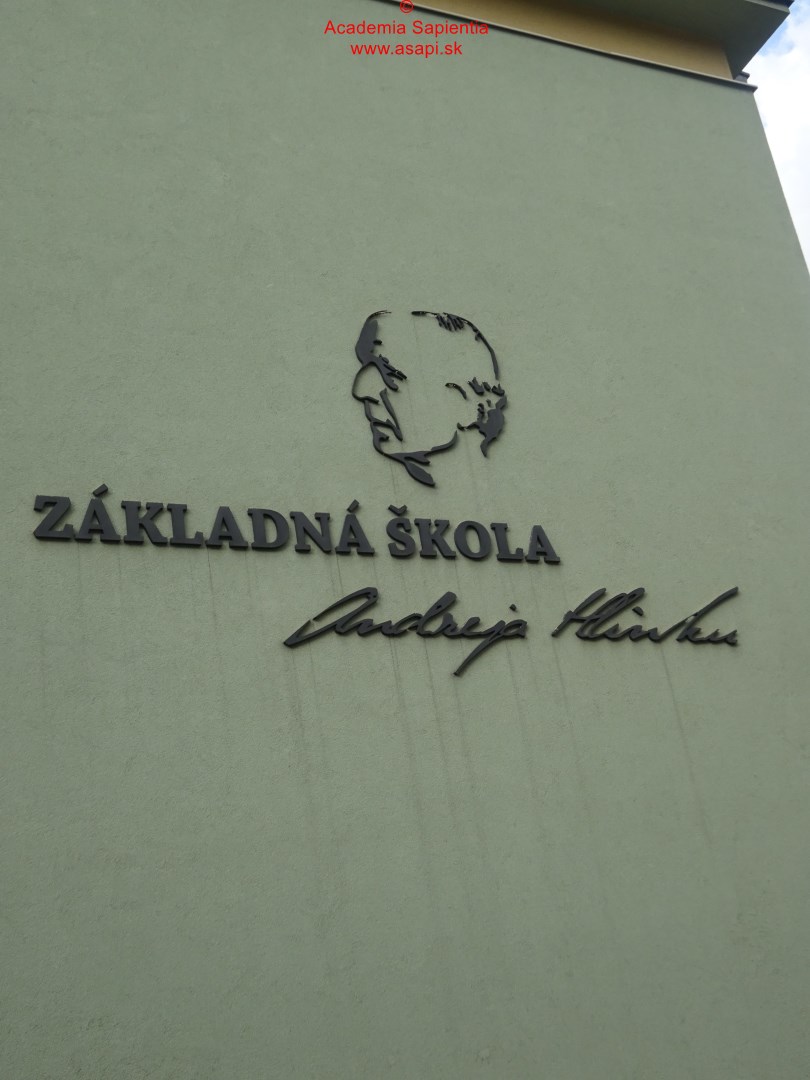 ©
Academia Sapientia
www.asapi.sk
ZÁKLADNÁ ŠKOLA
Andreja Hlinku